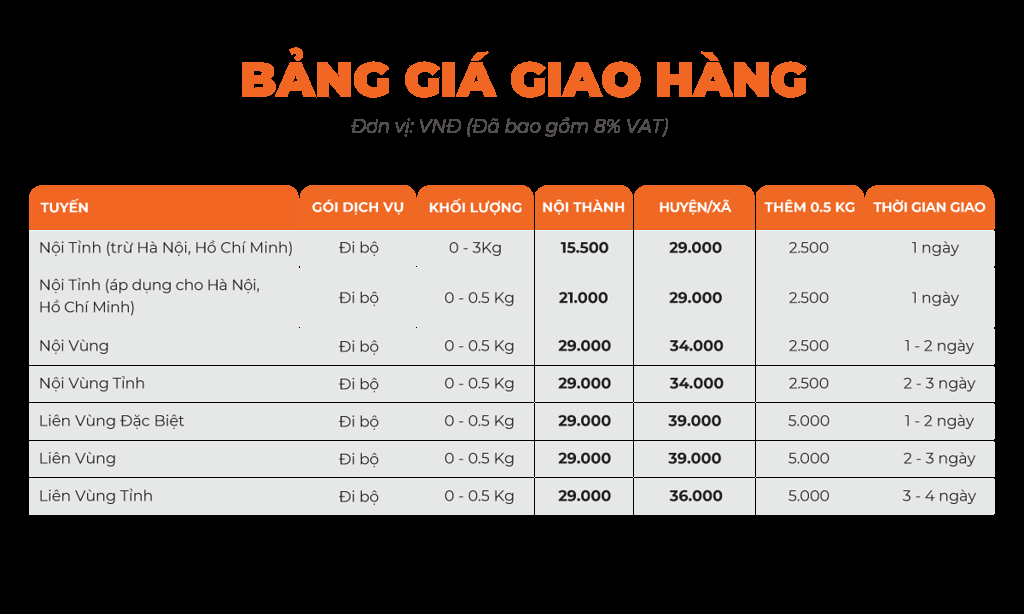 BẢNG GIÁ GIAO HÀNG
Đơn vị: VNĐ (Đã bao gồm 8% VAT)
TUYẾN GÓI DỊCH VỤ KHỐI LƯỢNG NỘI THÀNH HUYỆN/XÃ THÊM 0.5 KG THỜI GIAN GIAO
Nội Tỉnh (trừ Hà Nội, Hồ Chí Minh) Đi bộ 0 - 3Kg 15.500 29.000 2.500 1 ngày
Nội Tỉnh (áp dụng cho Hà Nội,
Hồ Chí Minh) Đi bộ 0 - 0.5 Kg 21.000 29.000 2.500 1 ngày
Nội Vùng Đi bộ 0 - 0.5 Kg 29.000 34.000 2.500 1 - 2 ngày
Nội Vùng Tỉnh Đi bộ 0 - 0.5 Kg 29.000 34.000 2.500 2 - 3 ngày
Liên Vùng Đặc Biệt Đi bộ 0 - 0.5 Kg 29.000 39.000 5.000 1 - 2 ngày
Liên Vùng Đi bộ 0 - 0.5 Kg 29.000 39.000 5.000 2 - 3 ngày
Liên Vùng Tỉnh Đi bộ 0 - 0.5 Kg 29.000 36.000 5.000 3 - 4 ngày